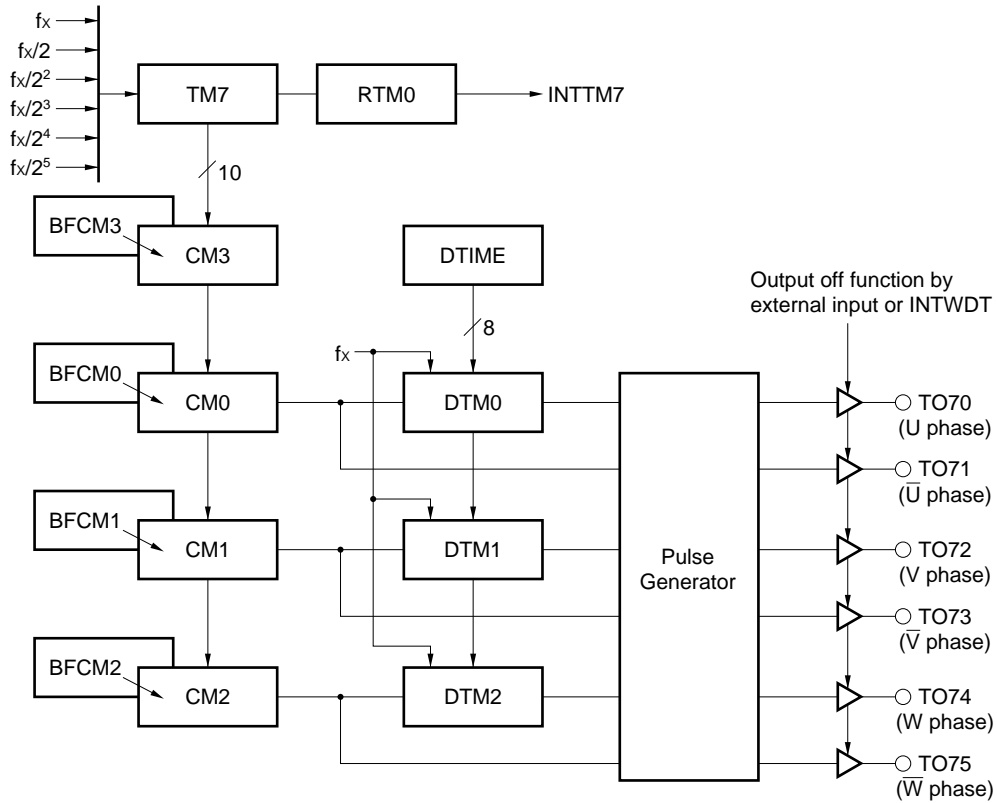 fX
fX/2
fX/2²
fX/2³
fX/2⁴
fX/2⁵
TM7
RTM0
INTTM7
10
BFCM3
CM3
DTIME
Output off function by
external input or INTWDT
8
fX
BFCM0
CM0
DTM0
TO70
(U phase)
TO71
(U̅ phase)
BFCM1
CM1
DTM1
Pulse
Generator
TO72
(V phase)
TO73
(V̅ phase)
BFCM2
CM2
DTM2
TO74
(W phase)
TO75
(W̅ phase)